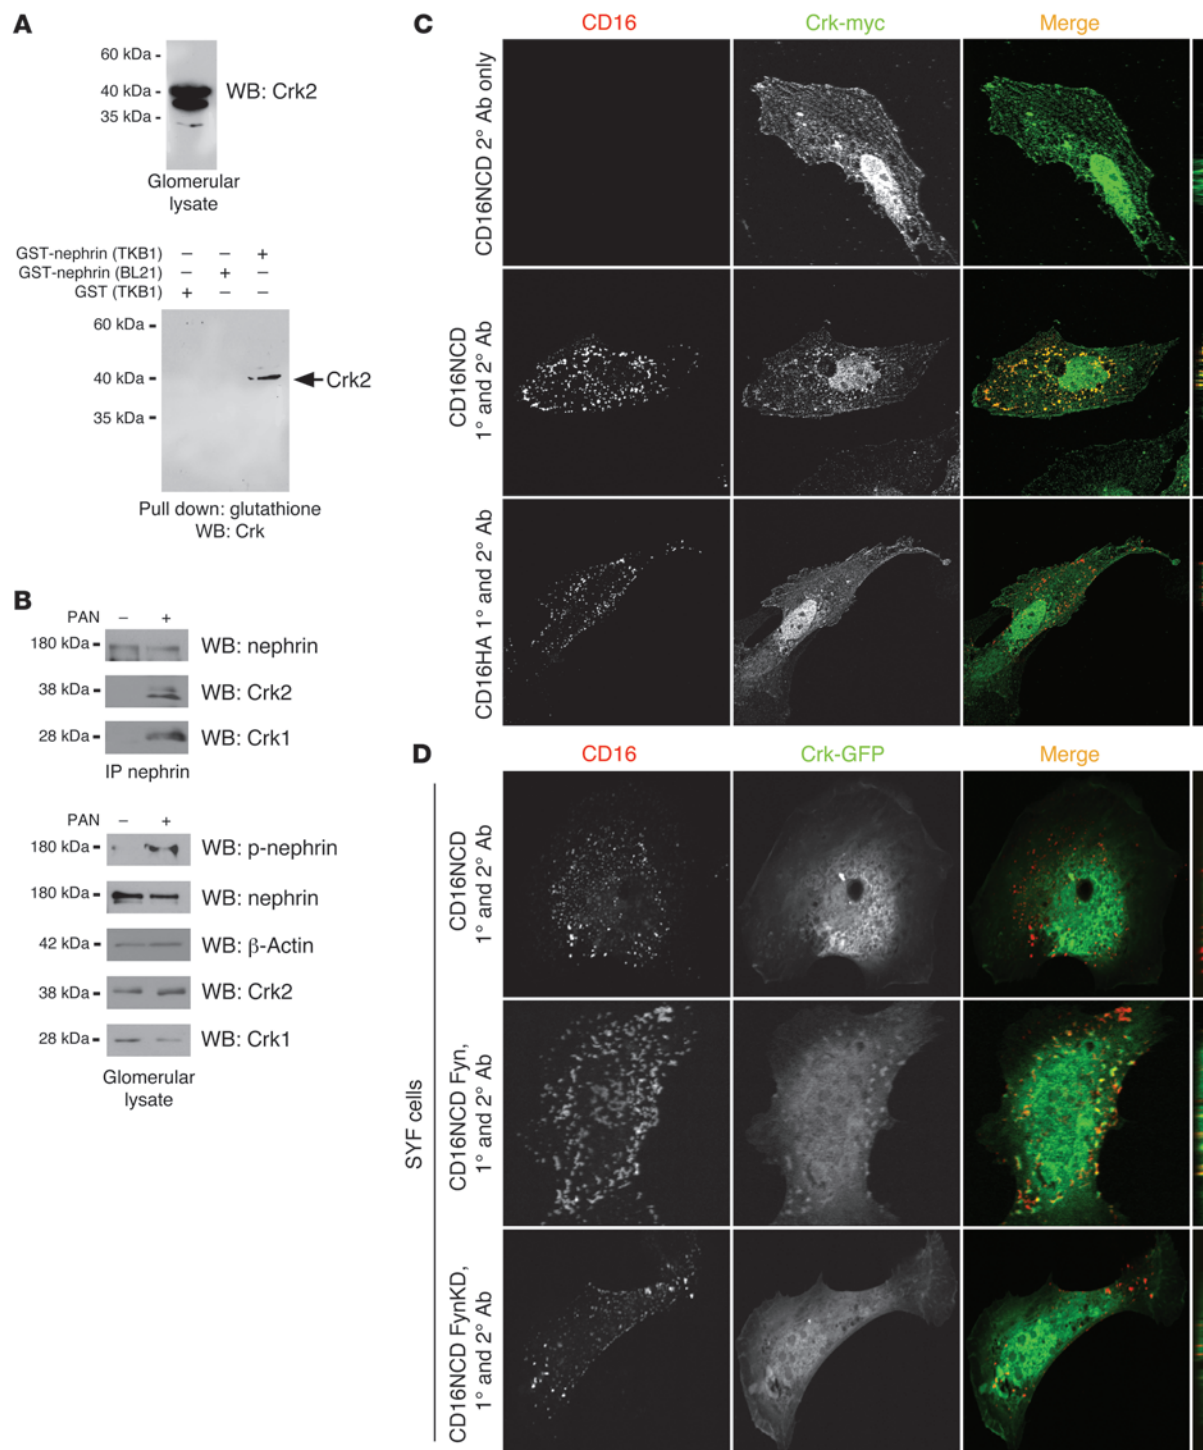 A
60 kDa
40 kDa
35 kDa
WB: Crk2
Glomerular
lysate
GST-nephrin (TKB1) − − +
GST-nephrin (BL21) − + −
GST (TKB1) + − −
60 kDa
40 kDa
35 kDa
Crk2
Pull down: glutathione
WB: Crk
B
PAN − +
180 kDa WB: nephrin
38 kDa WB: Crk2
28 kDa WB: Crk1
IP nephrin
PAN − +
180 kDa WB: p-nephrin
180 kDa WB: nephrin
42 kDa WB: β-Actin
38 kDa WB: Crk2
28 kDa WB: Crk1
Glomerular
lysate
C
CD16 Crk-myc Merge
CD16NCD 2° Ab only
CD16NCD
1° and 2° Ab
CD16HA 1° and 2° Ab
D
CD16 Crk-GFP Merge
SYF cells
CD16NCD
1° and 2° Ab
CD16NCD Fyn,
1° and 2° Ab
CD16NCD FynKD,
1° and 2° Ab